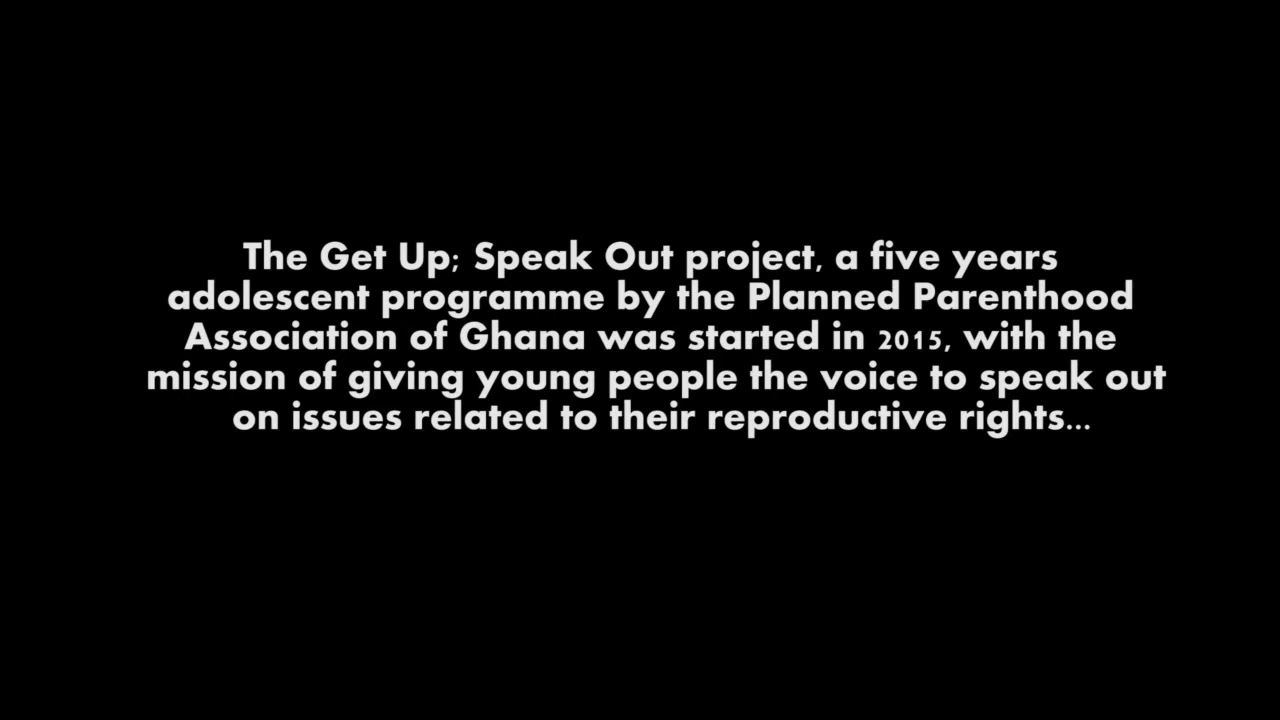 The Get Up; Speak Out project, a five years
adolescent programme by the Planned Parenthood
Association of Ghana was started in 2015, with the
mission of giving young people the voice to speak out
on issues related to their reproductive rights...